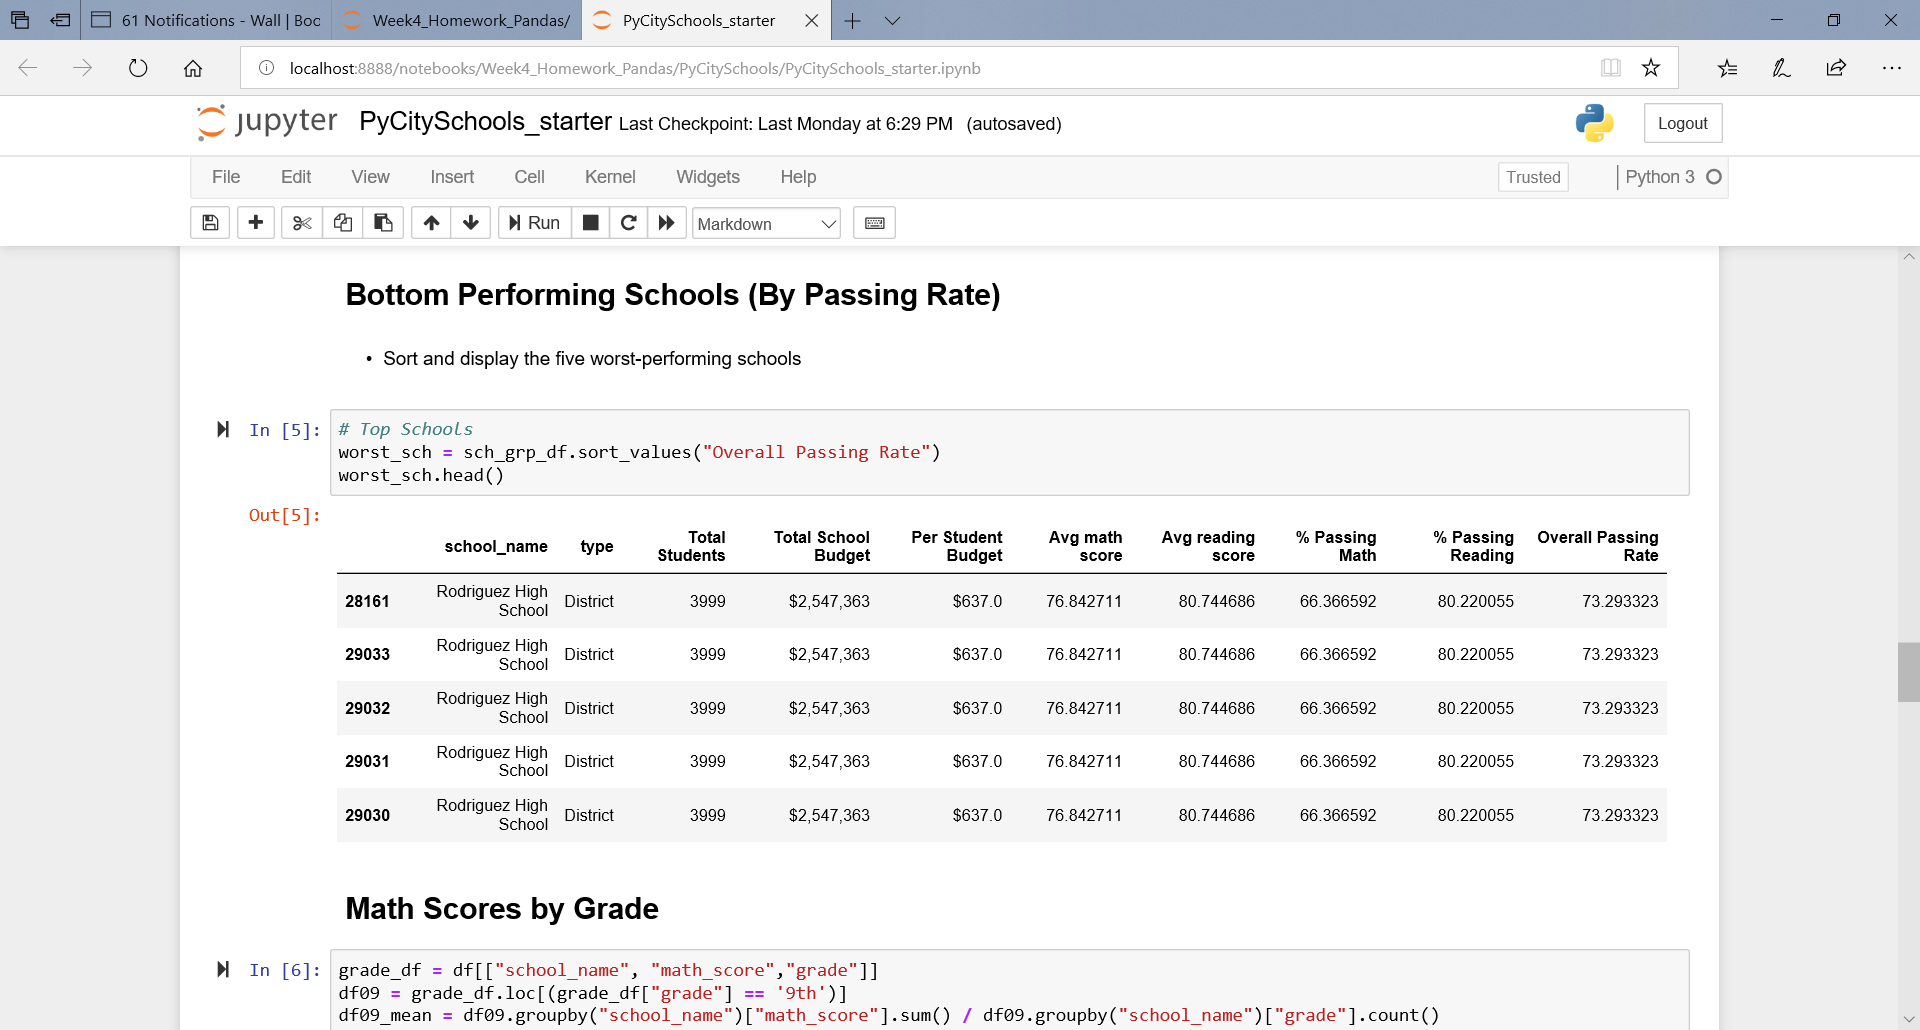 61 Notifications - Wall | Boc
Week4_Homework_Pandas/
PyCitySchools_starter
localhost:8888/notebooks/Week4_Homework_Pandas/PyCitySchools/PyCitySchools_starter.ipynb
jupyter PyCitySchools_starter Last Checkpoint: Last Monday at 6:29 PM (autosaved)
Logout
File Edit View Insert Cell Kernel Widgets Help
Trusted
Python 3
Run
Markdown
Bottom Performing Schools (By Passing Rate)
• Sort and display the five worst-performing schools
In [5]:
# Top Schools
worst_sch = sch_grp_df.sort_values("Overall Passing Rate")
worst_sch.head()
Out[5]:
school_name type Total Students Total School Budget Per Student Budget Avg math score Avg reading score % Passing Math % Passing Reading Overall Passing Rate
28161 Rodriguez High School District 3999 $2,547,363 $637.0 76.842711 80.744686 66.366592 80.220055 73.293323
29033 Rodriguez High School District 3999 $2,547,363 $637.0 76.842711 80.744686 66.366592 80.220055 73.293323
29032 Rodriguez High School District 3999 $2,547,363 $637.0 76.842711 80.744686 66.366592 80.220055 73.293323
29031 Rodriguez High School District 3999 $2,547,363 $637.0 76.842711 80.744686 66.366592 80.220055 73.293323
29030 Rodriguez High School District 3999 $2,547,363 $637.0 76.842711 80.744686 66.366592 80.220055 73.293323
Math Scores by Grade
In [6]:
grade_df = df[["school_name", "math_score","grade"]]
df09 = grade_df.loc[(grade_df["grade"] == '9th')]
df09_mean = df09.groupby("school_name")["math_score"].sum() / df09.groupby("school_name")["grade"].count()